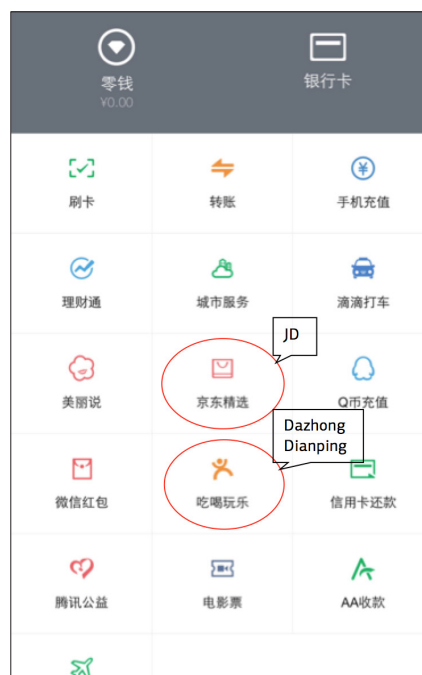 零钱
¥0.00
银行卡
刷卡
转账
手机充值
理财通
城市服务
滴滴打车
JD
美丽说
京东精选
Q币充值
Dazhong
Dianping
微信红包
吃喝玩乐
信用卡还款
腾讯公益
电影票
AA收款